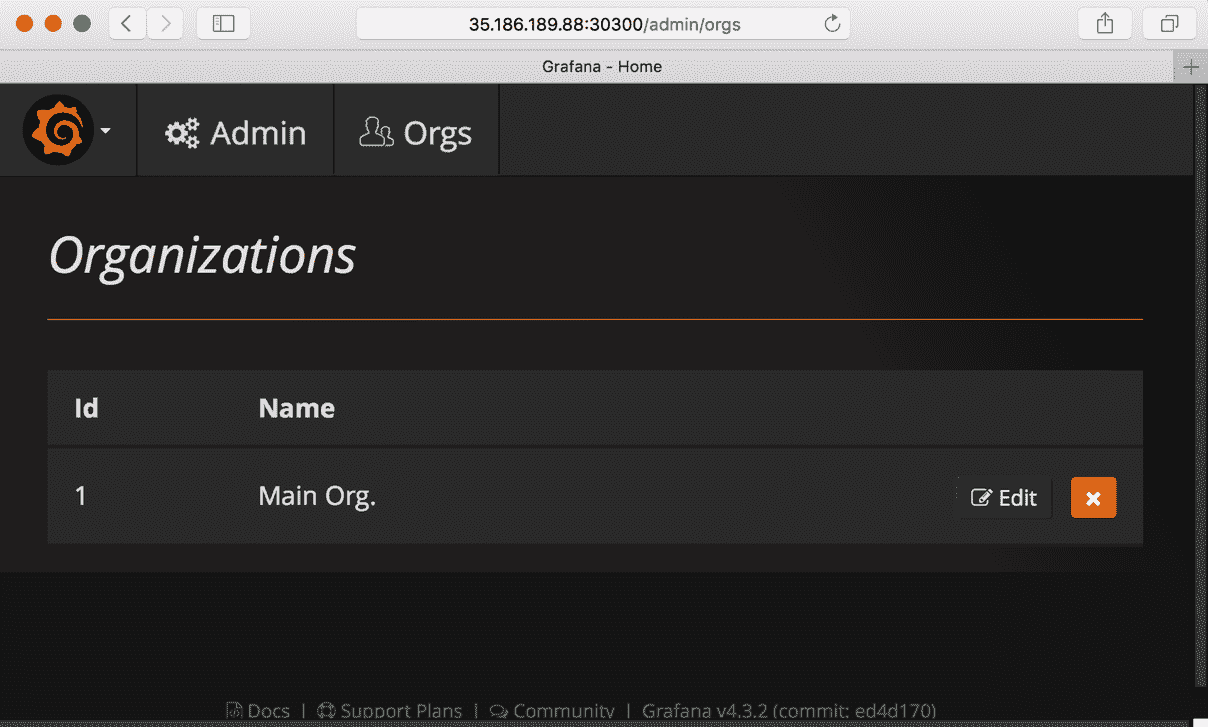 35.186.189.88:30300/admin/orgs
Grafana - Home
Admin Orgs
Organizations
Id Name
1 Main Org. Edit
Docs | Support Plans | Community | Grafana v4.3.2 (commit: ed4d170)